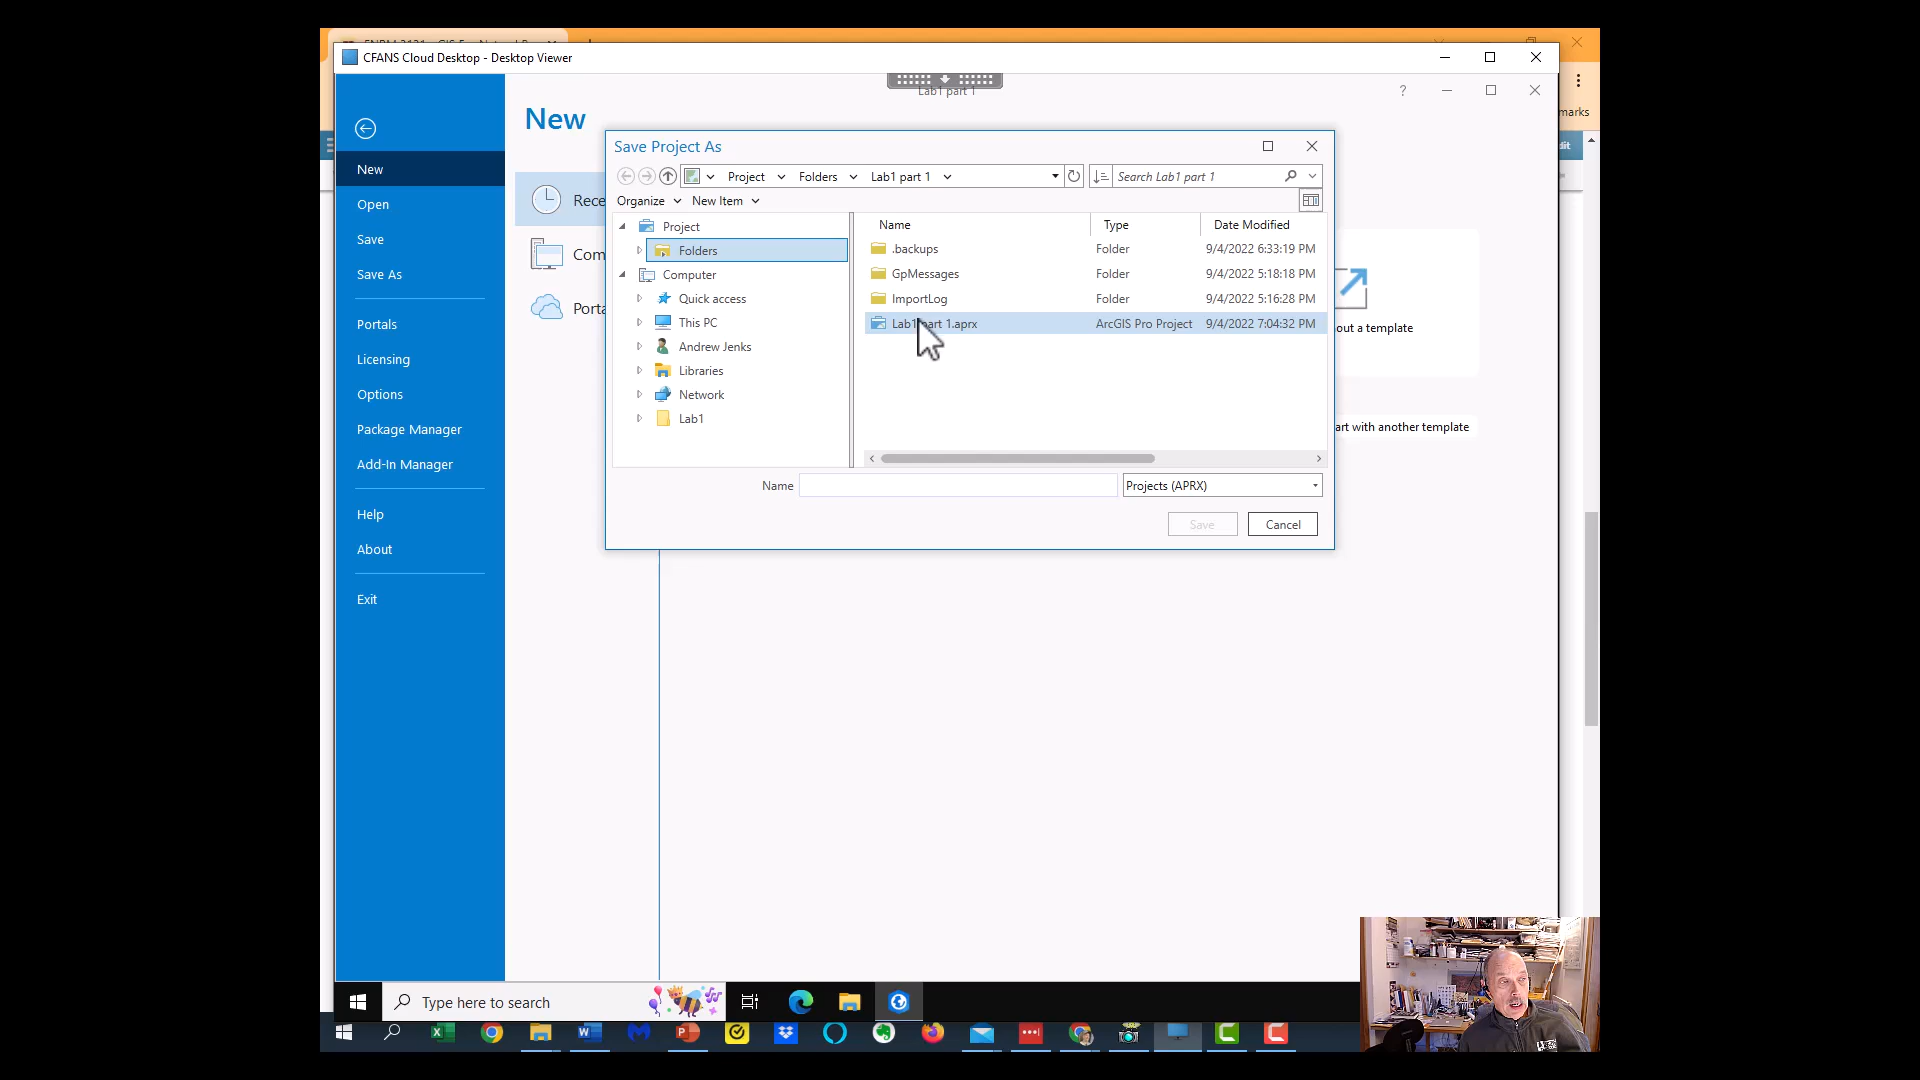 CFANS Cloud Desktop - Desktop Viewer
Lab1 part 1
?
marks
New
New
Open
Save
Save As
Portals
Licensing
Options
Package Manager
Add-In Manager
Help
About
Exit
Rece
Com
Porta
dit
Save Project As
Project
Folders
Lab1 part 1
Search Lab1 part 1
Organize
New Item
Project
Folders
Computer
Quick access
This PC
Andrew Jenks
Libraries
Network
Lab1
Name Type Date Modified
.backups Folder 9/4/2022 6:33:19 PM
GpMessages Folder 9/4/2022 5:18:18 PM
ImportLog Folder 9/4/2022 5:16:28 PM
Lab1 part 1.aprx ArcGIS Pro Project 9/4/2022 7:04:32 PM
Name
Projects (APRX)
Save
Cancel
out a template
art with another template
Type here to search